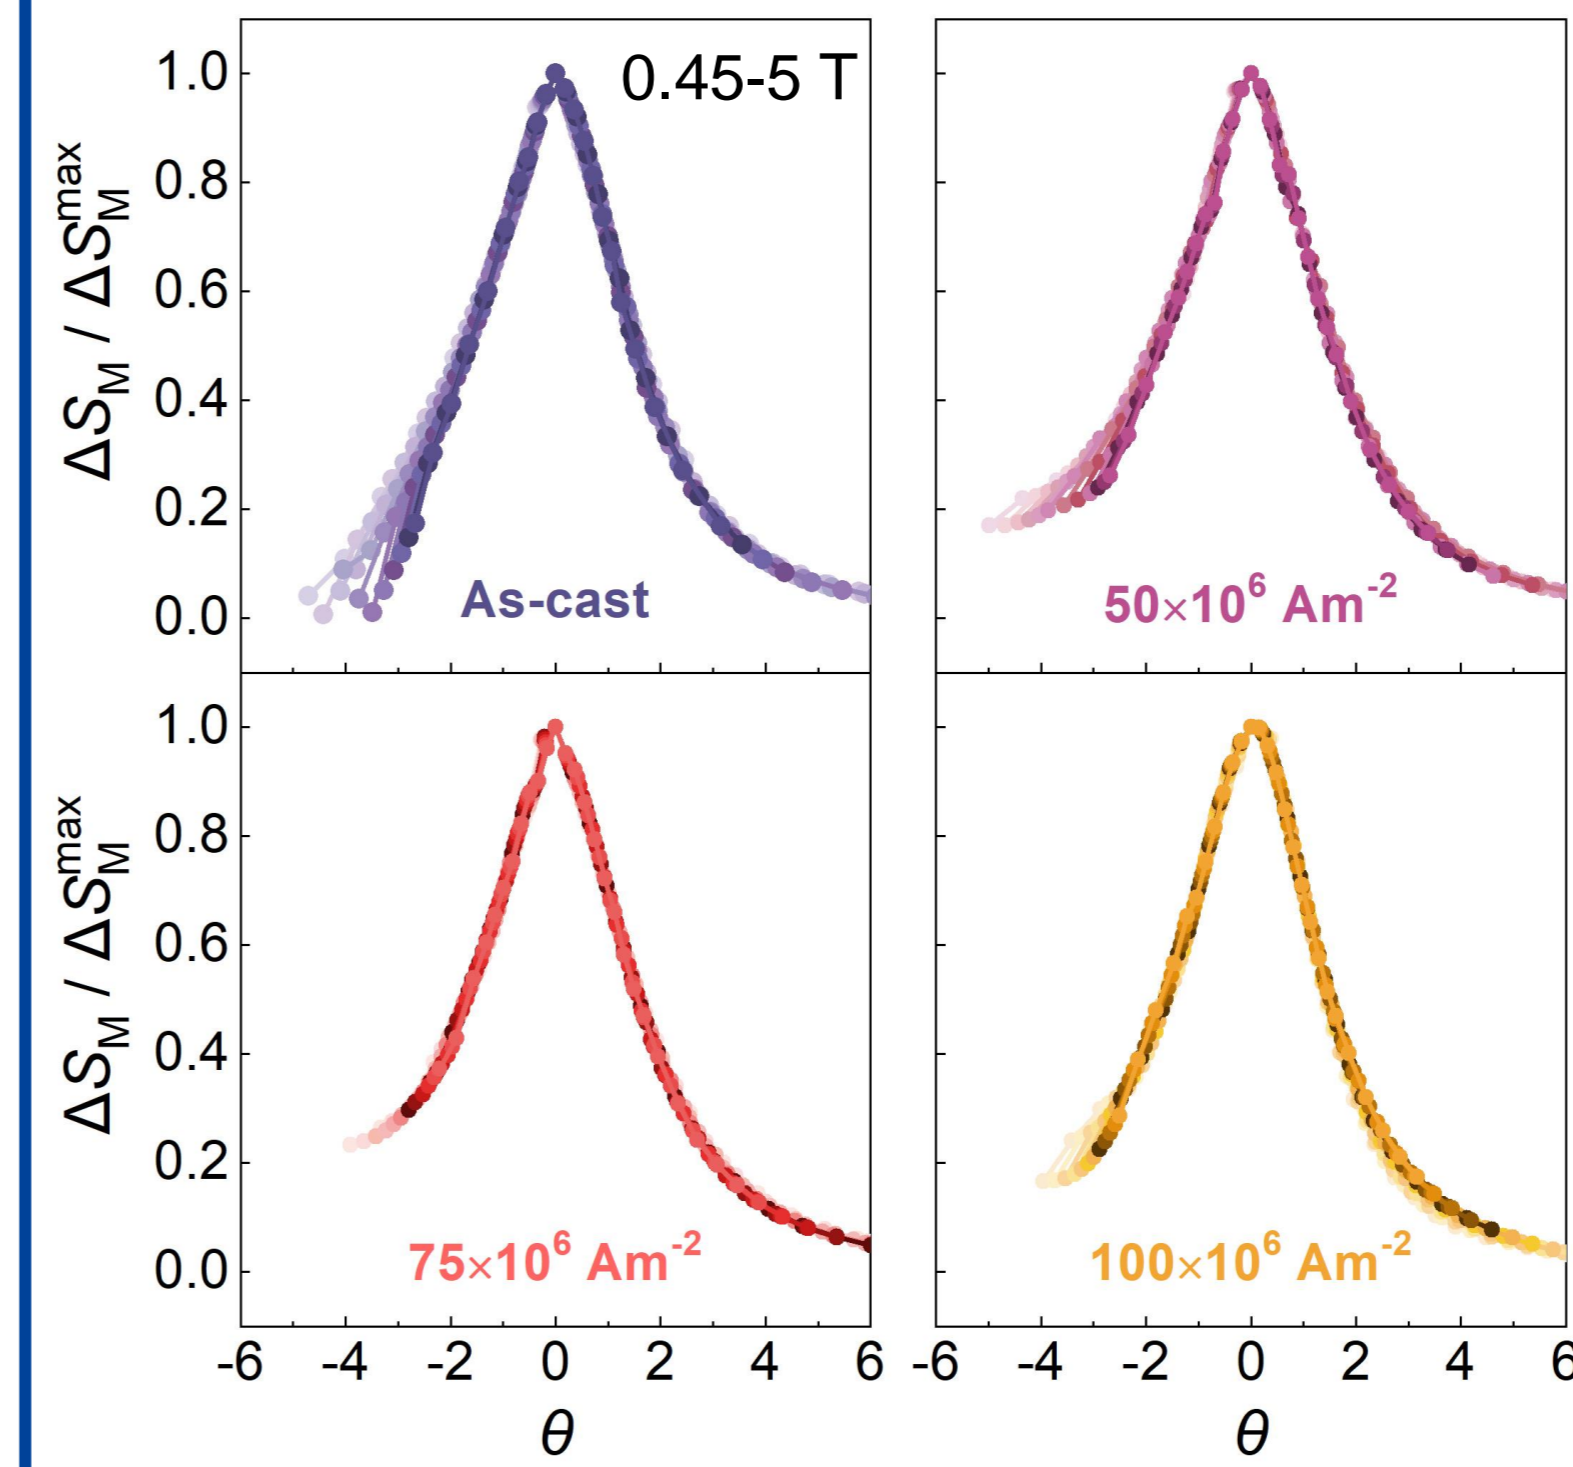 ΔS_M / ΔS_M^max
1.0
0.8
0.6
0.4
0.2
0.0
0.45-5 T
As-cast
50×10^6 Am^-2
ΔS_M / ΔS_M^max
1.0
0.8
0.6
0.4
0.2
0.0
75×10^6 Am^-2
100×10^6 Am^-2
-6 -4 -2 0 2 4 6
-6 -4 -2 0 2 4 6
θ
θ